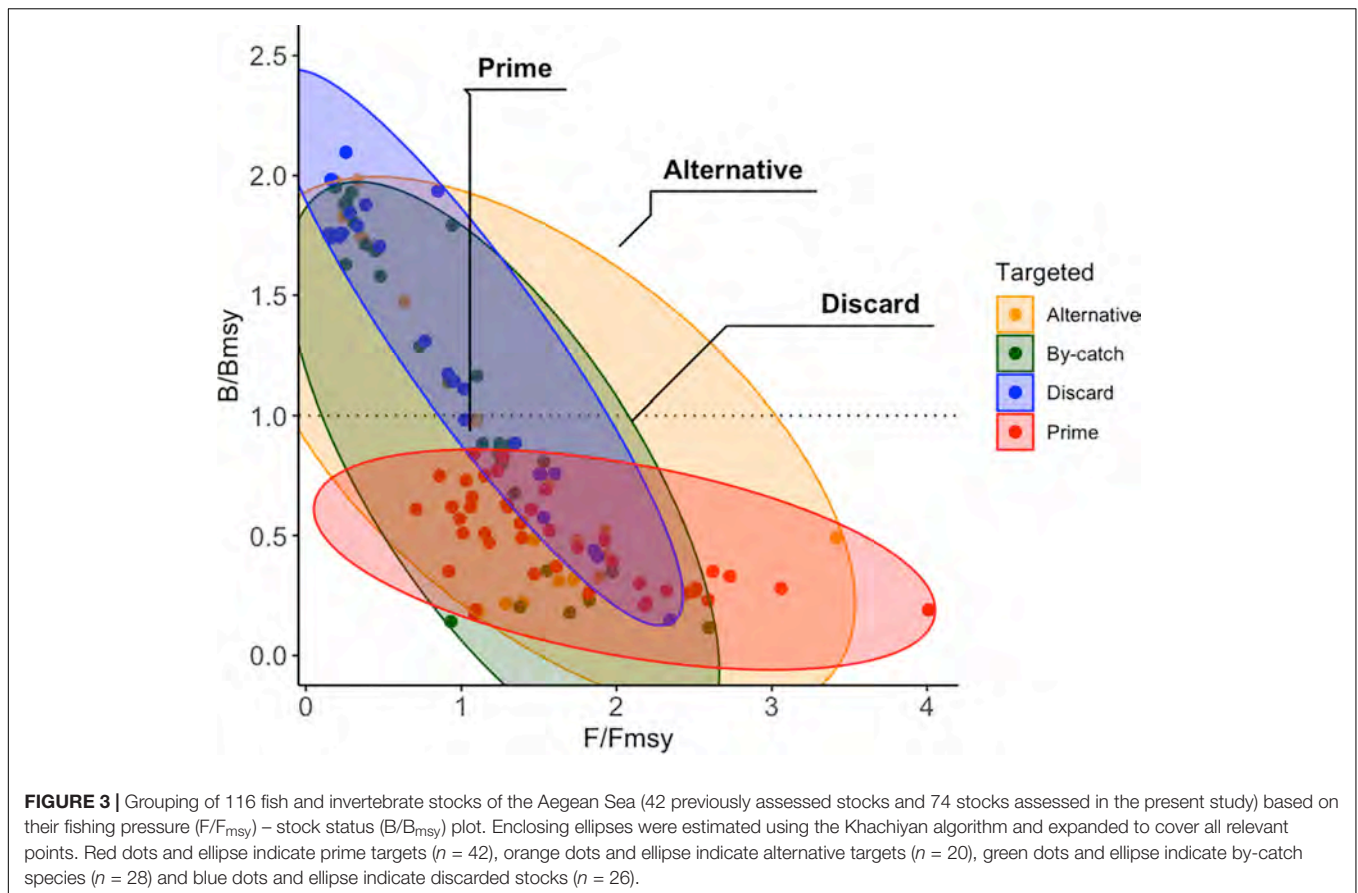 2.5
2.0
1.5
1.0
0.5
0.0
B/Bmsy
0 1 2 3 4
F/Fmsy
Prime
Alternative
Discard
Targeted
Alternative
By-catch
Discard
Prime
FIGURE 3 | Grouping of 116 fish and invertebrate stocks of the Aegean Sea (42 previously assessed stocks and 74 stocks assessed in the present study) based on
their fishing pressure (F/Fmsy) – stock status (B/Bmsy) plot. Enclosing ellipses were estimated using the Khachiyan algorithm and expanded to cover all relevant
points. Red dots and ellipse indicate prime targets (n = 42), orange dots and ellipse indicate alternative targets (n = 20), green dots and ellipse indicate by-catch
species (n = 28) and blue dots and ellipse indicate discarded stocks (n = 26).